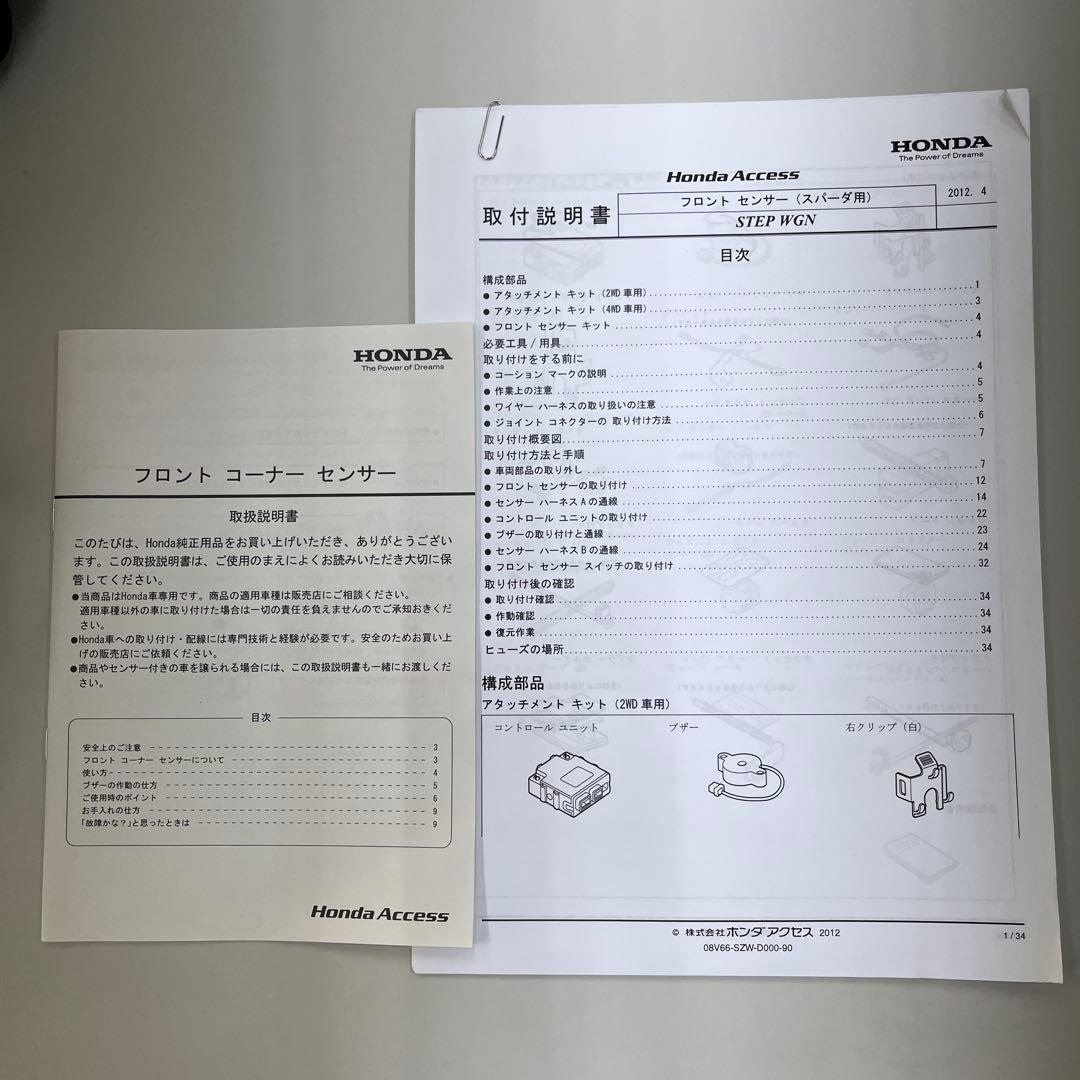 HONDA
The Power of Dreams
フロント コーナー センサー
取扱説明書
このたびは、Honda純正用品をお買い上げいただき、ありがとうござい
ます。この取扱説明書は、ご使用のまえによくお読みいただき大切に保
管してください。
●当商品はHonda車専用です。商品の適用車種は販売店にご相談ください。
適用車種以外の車に取り付けた場合は一切の責任を負えませんのでご承知おきくだ
さい。
●Honda車への取り付け・配線には専門技術と経験が必要です。安全のためお買い上
げの販売店にご依頼ください。
●商品やセンサー付きの車を譲られる場合には、この取扱説明書も一緒にお渡しくだ
さい。
目次
安全上のご注意 ------------------------ 3
フロント コーナー センサーについて ------------------------ 3
使い方------------------------ 4
ブザーの作動の仕方 ------------------------ 5
ご使用時のポイント ------------------------ 6
お手入れの仕方 ------------------------ 9
「故障かな?」と思ったときは ------------------------ 9
Honda Access
HONDA
The Power of Dreams
Honda Access
取付説明書
フロント センサー（スパーダ用）
STEP WGN
2012. 4
目次
構成部品
● アタッチメント キット（2WD 車用）........................ 1
● アタッチメント キット（4WD 車用）........................ 3
● フロント センサー キット ........................ 4
必要工具 / 用具........................ 4
取り付けをする前に
● コーション マークの説明 ........................ 4
● 作業上の注意 ........................ 5
● ワイヤー ハーネスの取り扱いの注意 ........................ 5
● ジョイント コネクターの 取り付け方法 ........................ 6
取り付け概要図........................ 7
取り付け方法と手順
● 車両部品の取り外し ........................ 7
● フロント センサーの取り付け ........................ 12
● センサー ハーネス A の通線 ........................ 14
● コントロール ユニットの取り付け ........................ 22
● ブザーの取り付けと通線 ........................ 23
● センサー ハーネス B の通線 ........................ 24
● フロント センサー スイッチの取り付け ........................ 32
取り付け後の確認
● 取り付け確認 ........................ 34
● 作動確認 ........................ 34
● 復元作業 ........................ 34
ヒューズの場所........................ 34
構成部品
アタッチメント キット（2WD 車用）
コントロール ユニット
ブザー
右クリップ（白）
© 株式会社ホンダアクセス 2012
08V66-SZW-D000-90
1 / 34